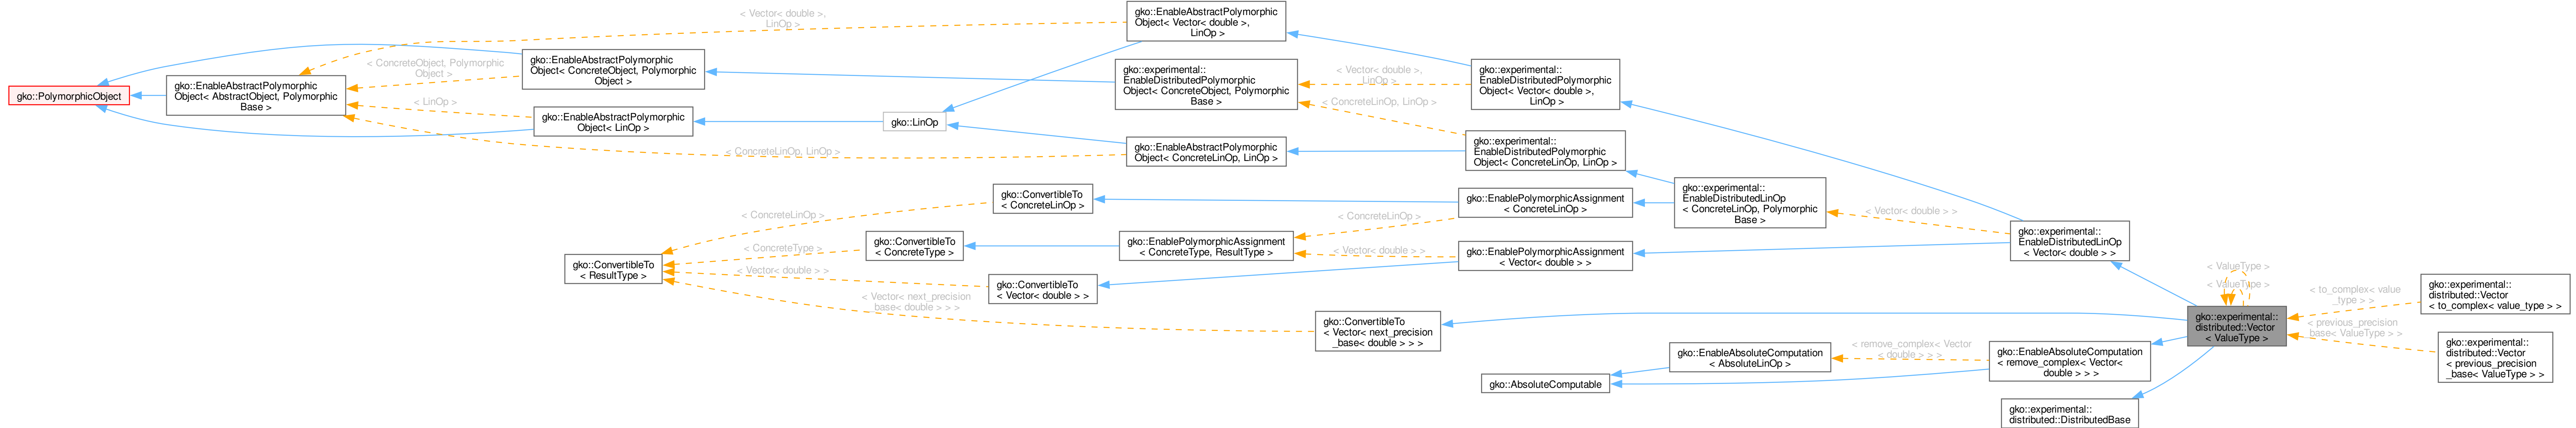 gko::PolymorphicObject
gko::EnableAbstractPolymorphic
Object< AbstractObject, Polymorphic
Base >
< Vector< double >,
LinOp >
< ConcreteObject, Polymorphic
Object >
< LinOp >
< ConcreteLinOp, LinOp >
gko::EnableAbstractPolymorphic
Object< ConcreteObject, Polymorphic
Object >
gko::EnableAbstractPolymorphic
Object< LinOp >
gko::LinOp
gko::EnableAbstractPolymorphic
Object< Vector< double >,
LinOp >
gko::experimental::
EnableDistributedPolymorphic
Object< ConcreteObject, Polymorphic
Base >
gko::EnableAbstractPolymorphic
Object< ConcreteLinOp, LinOp >
< Vector< double >,
LinOp >
< ConcreteLinOp, LinOp >
gko::experimental::
EnableDistributedPolymorphic
Object< Vector< double >,
LinOp >
gko::experimental::
EnableDistributedPolymorphic
Object< ConcreteLinOp, LinOp >
gko::ConvertibleTo
< ResultType >
< ConcreteLinOp >
< ConcreteType >
< Vector< double > >
< Vector< next_precision
base< double > > >
gko::ConvertibleTo
< ConcreteLinOp >
gko::ConvertibleTo
< ConcreteType >
gko::ConvertibleTo
< Vector< double > >
gko::EnablePolymorphicAssignment
< ConcreteType, ResultType >
< ConcreteLinOp >
< Vector< double > >
gko::EnablePolymorphicAssignment
< ConcreteLinOp >
gko::EnablePolymorphicAssignment
< Vector< double > >
gko::ConvertibleTo
< Vector< next_precision
_base< double > > >
gko::experimental::
EnableDistributedLinOp
< ConcreteLinOp, Polymorphic
Base >
< Vector< double > >
gko::experimental::
EnableDistributedLinOp
< Vector< double > >
gko::AbsoluteComputable
gko::EnableAbsoluteComputation
< AbsoluteLinOp >
< remove_complex< Vector
< double > > >
gko::EnableAbsoluteComputation
< remove_complex< Vector<
double > > >
gko::experimental::
distributed::DistributedBase
< ValueType >
< ValueType >
gko::experimental::
distributed::Vector
< ValueType >
< to_complex< value
_type > >
< previous_precision
base< ValueType > >
gko::experimental::
distributed::Vector
< to_complex< value_type > >
gko::experimental::
distributed::Vector
< previous_precision
_base< ValueType > >